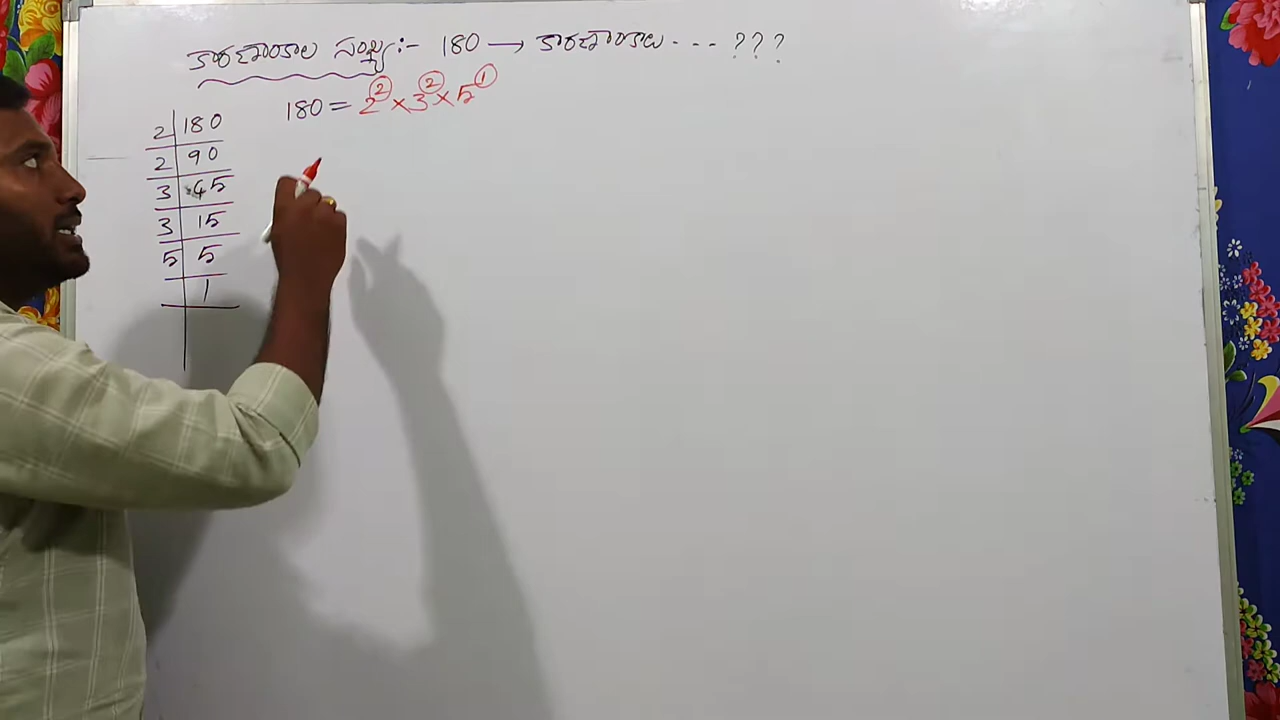 కారణాంకాల సంఖ్య:- 180 → కారణాంకాలు - - - ???
180 = 2² × 3² × 5¹
2 | 180
2 | 90
3 | 45
3 | 15
5 | 5
1